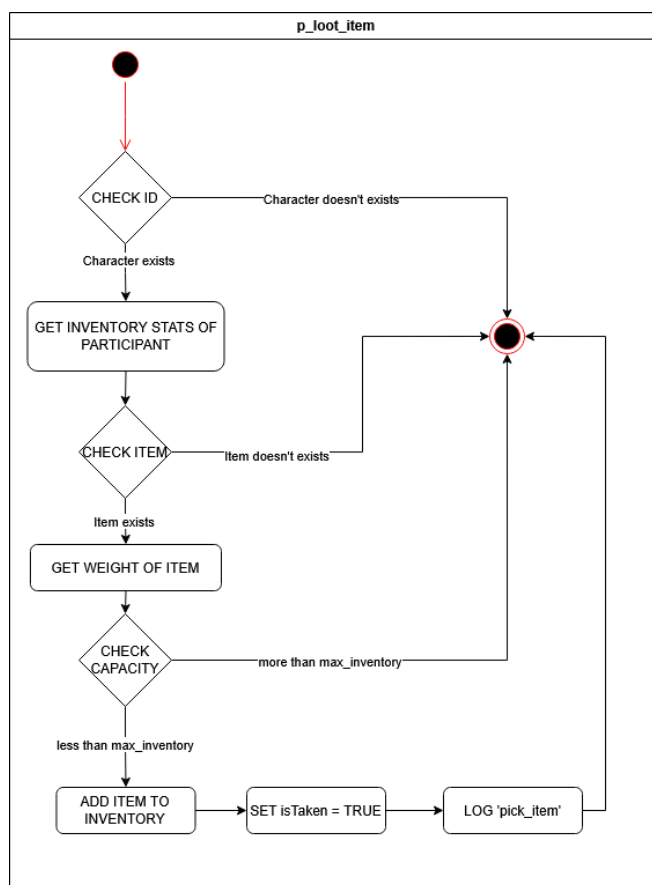 p_loot_item
CHECK ID
Character doesn't exists
Character exists
GET INVENTORY STATS OF
PARTICIPANT
CHECK ITEM
Item doesn't exists
Item exists
GET WEIGHT OF ITEM
CHECK
CAPACITY
more than max_inventory
less than max_inventory
ADD ITEM TO
INVENTORY
SET isTaken = TRUE
LOG 'pick_item'